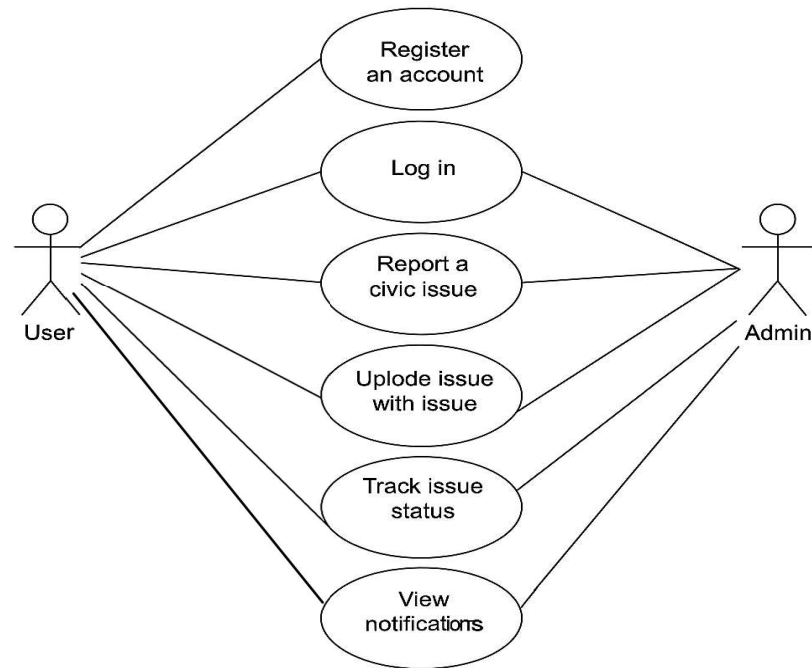 Register
an account
Log in
Report a
civic issue
User
Admin
Uplode issue
with issue
Track issue
status
View
notifications